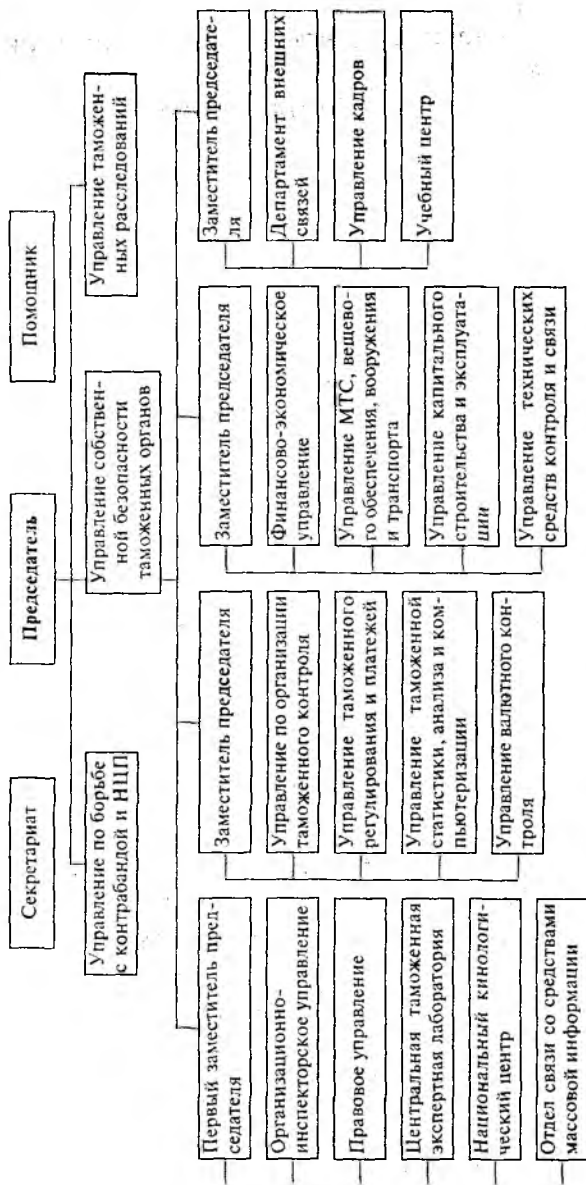 Секретариат
Председатель
Помощник
Управление по борьбе
с контрабандой и НЦП
Управление собствен-
ной безопасности
таможенных органов
Управление таможен-
ных расследований
Первый заместитель пред-
седателя
Организационно-
инспекторское управление
Правовое управление
Центральная таможенная
экспертная лаборатория
Национальный кинологи-
ческий центр
Отдел связи со средствами
массовой информации
Заместитель председателя
Управление по организации
таможенного контроля
Управление таможенного
регулирования и платежей
Управление таможенной
статистики, анализа и ком-
пьютеризации
Управление валютного кон-
троля
Заместитель председателя
Финансово-экономическое
управление
Управление МТС, вещево-
го обеспечения, вооружения
и транспорта
Управление капитального
строительства и эксплуата-
ции
Управление технических
средств контроля и связи
Заместитель председате-
ля
Департамент внешних
связей
Управление кадров
Учебный центр